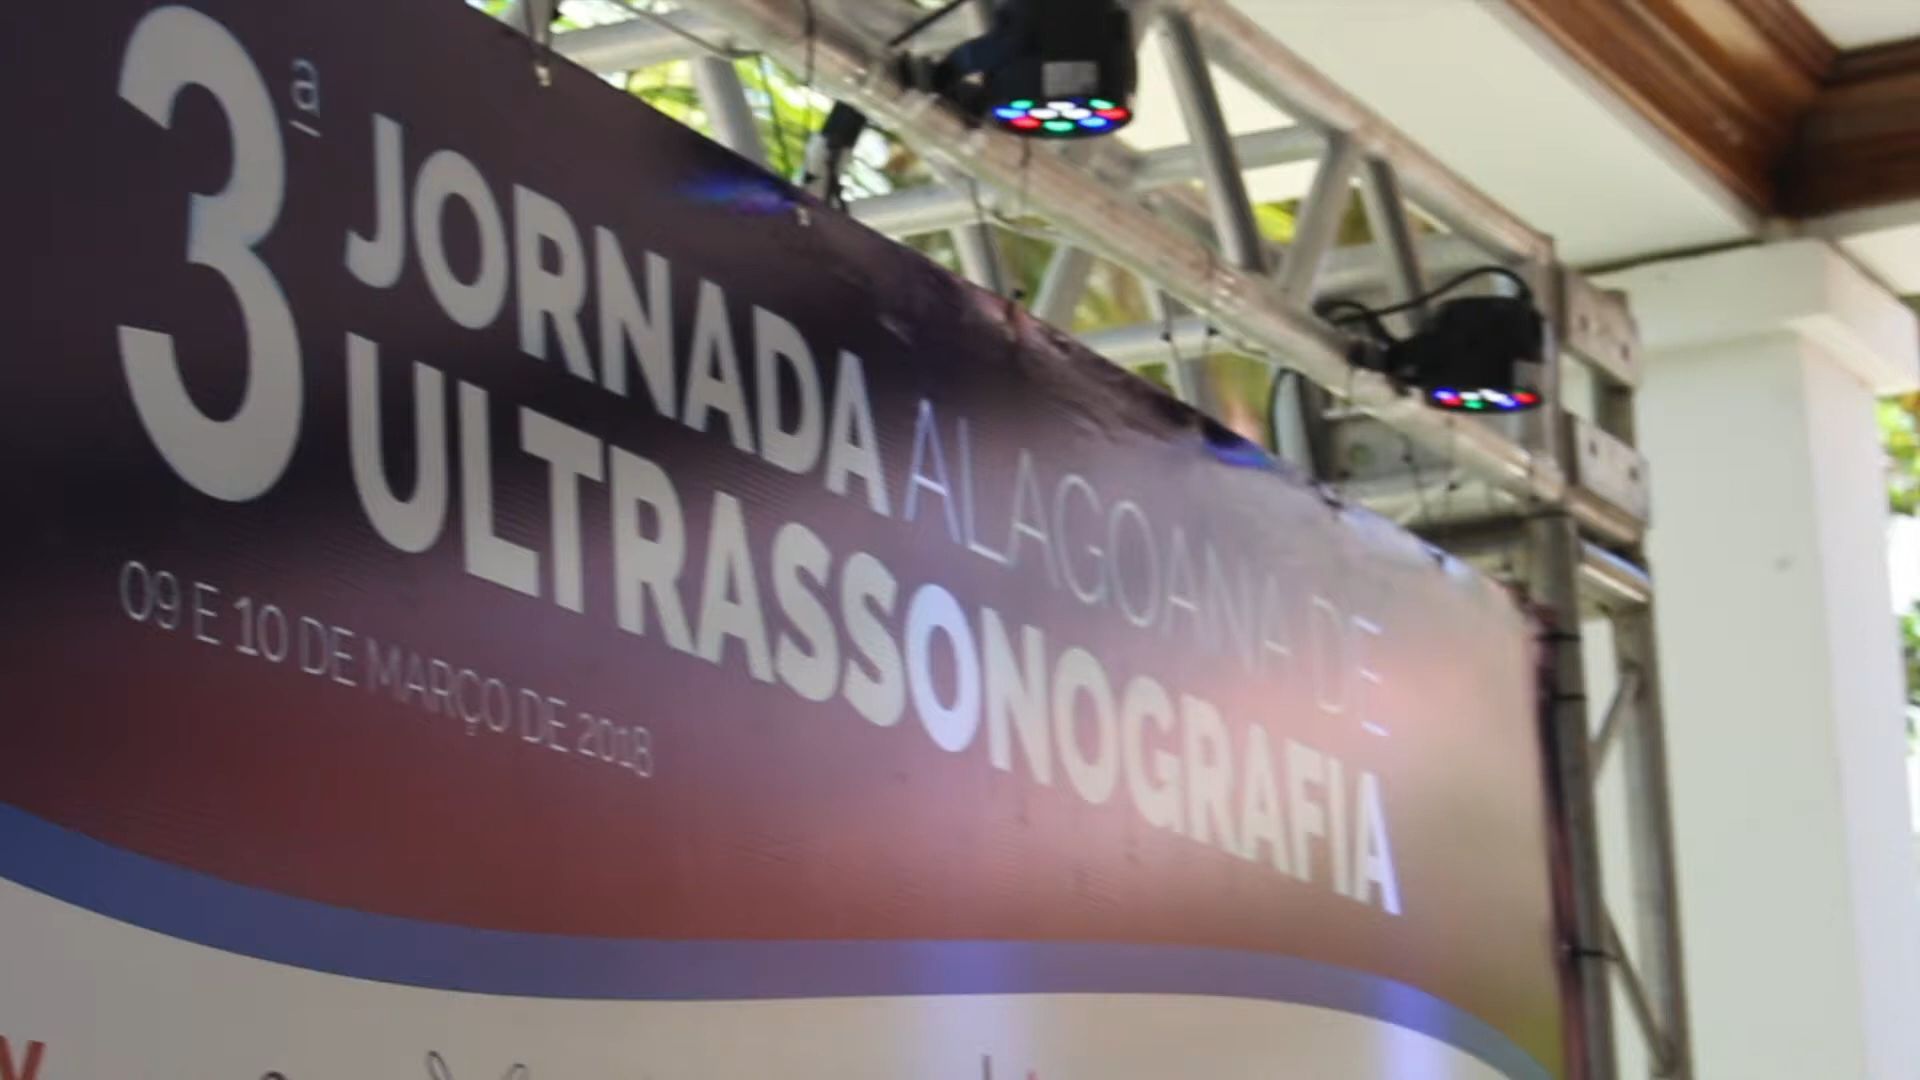 3ª JORNADA ALAGOANA DE
ULTRASSONOGRAFIA
09 E 10 DE MARÇO DE 2018